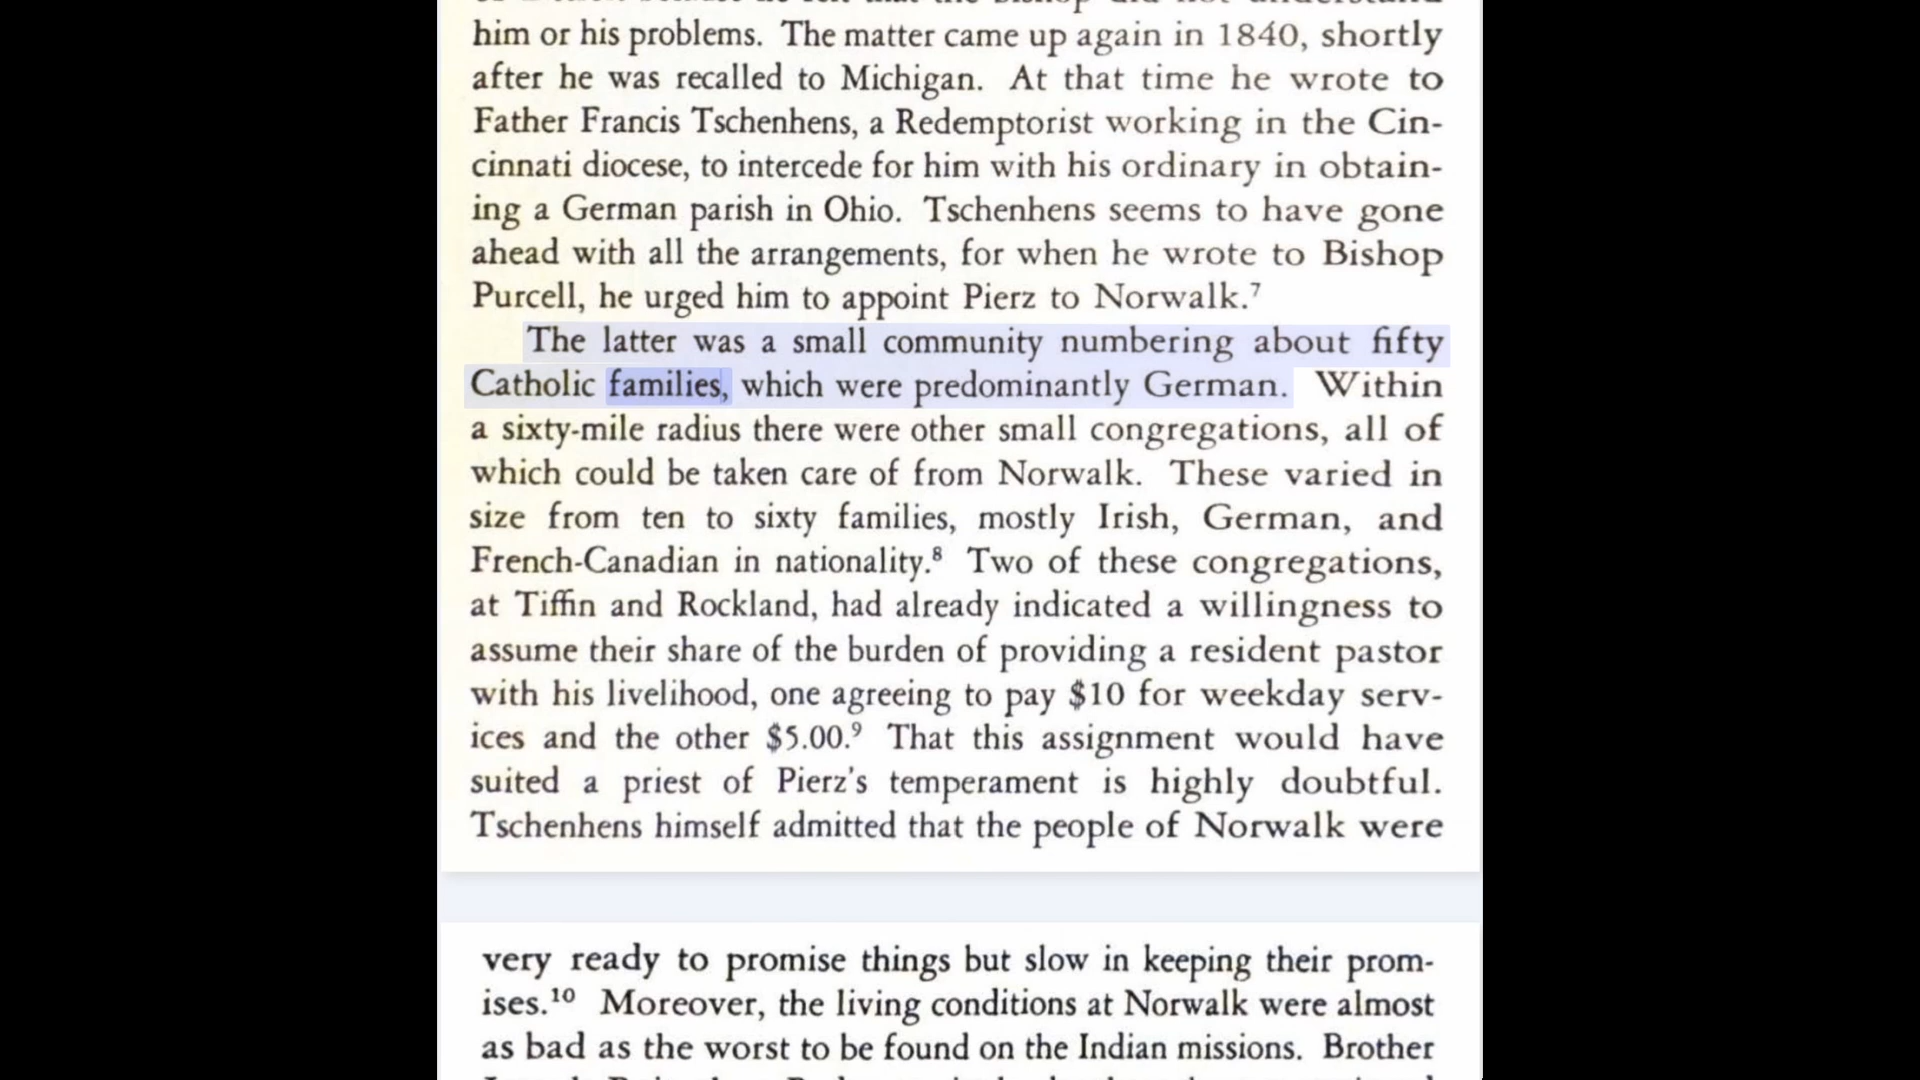 him or his problems. The matter came up again in 1840, shortly
after he was recalled to Michigan. At that time he wrote to
Father Francis Tschenhens, a Redemptorist working in the Cin-
cinnati diocese, to intercede for him with his ordinary in obtain-
ing a German parish in Ohio. Tschenhens seems to have gone
ahead with all the arrangements, for when he wrote to Bishop
Purcell, he urged him to appoint Pierz to Norwalk.⁷
The latter was a small community numbering about fifty
Catholic families, which were predominantly German. Within
a sixty-mile radius there were other small congregations, all of
which could be taken care of from Norwalk. These varied in
size from ten to sixty families, mostly Irish, German, and
French-Canadian in nationality.⁸ Two of these congregations,
at Tiffin and Rockland, had already indicated a willingness to
assume their share of the burden of providing a resident pastor
with his livelihood, one agreeing to pay $10 for weekday serv-
ices and the other $5.00.⁹ That this assignment would have
suited a priest of Pierz's temperament is highly doubtful.
Tschenhens himself admitted that the people of Norwalk were
very ready to promise things but slow in keeping their prom-
ises.¹⁰ Moreover, the living conditions at Norwalk were almost
as bad as the worst to be found on the Indian missions. Brother